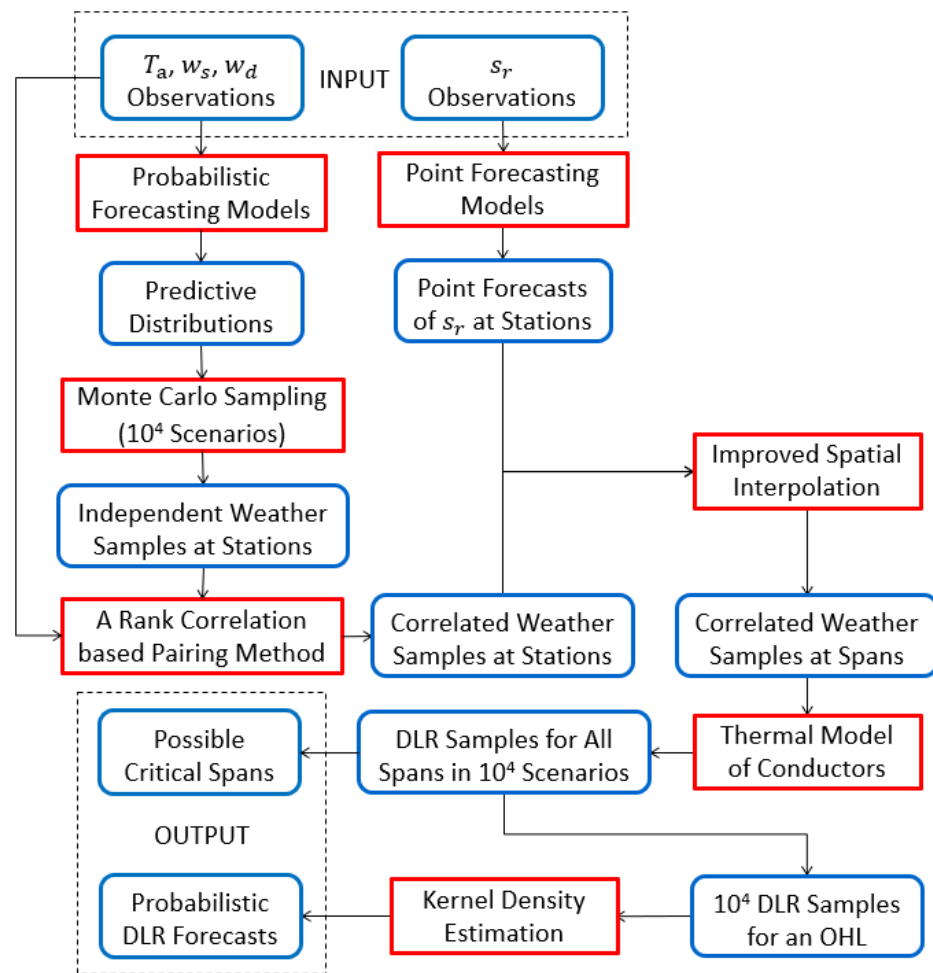 𝑇ₐ, 𝑤ₛ, 𝑤_d
Observations
INPUT
𝑠ᵣ
Observations
Probabilistic
Forecasting Models
Point Forecasting
Models
Predictive
Distributions
Point Forecasts
of 𝑠ᵣ at Stations
Monte Carlo Sampling
(10⁴ Scenarios)
Improved Spatial
Interpolation
Independent Weather
Samples at Stations
A Rank Correlation
based Pairing Method
Correlated Weather
Samples at Stations
Correlated Weather
Samples at Spans
Possible
Critical Spans
DLR Samples for All
Spans in 10⁴ Scenarios
Thermal Model
of Conductors
OUTPUT
Probabilistic
DLR Forecasts
Kernel Density
Estimation
10⁴ DLR Samples
for an OHL